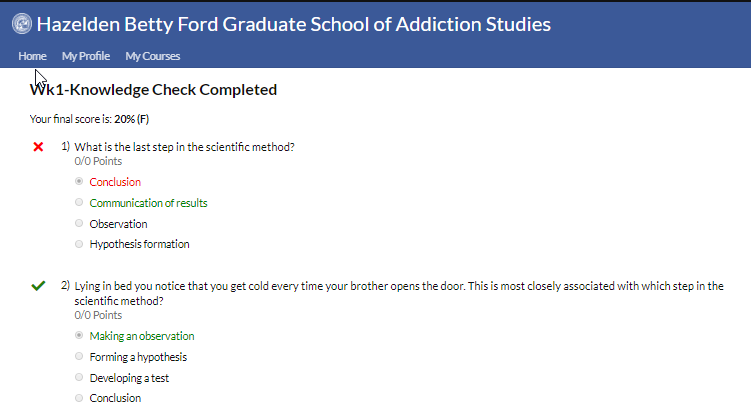 Hazelden Betty Ford Graduate School of Addiction Studies
Home My Profile My Courses
Wk1-Knowledge Check Completed
Your final score is: 20% (F)
1) What is the last step in the scientific method?
0/0 Points
Conclusion
Communication of results
Observation
Hypothesis formation
2) Lying in bed you notice that you get cold every time your brother opens the door. This is most closely associated with which step in the
scientific method?
0/0 Points
Making an observation
Forming a hypothesis
Developing a test
Conclusion